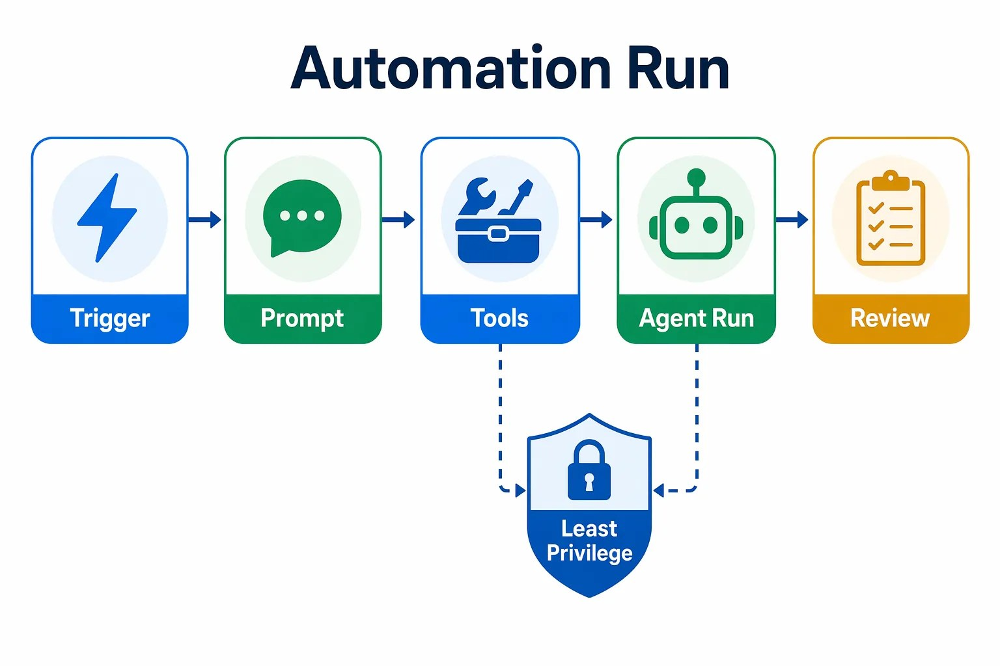 Automation Run
Trigger
Prompt
Tools
Agent Run
Review
Least
Privilege